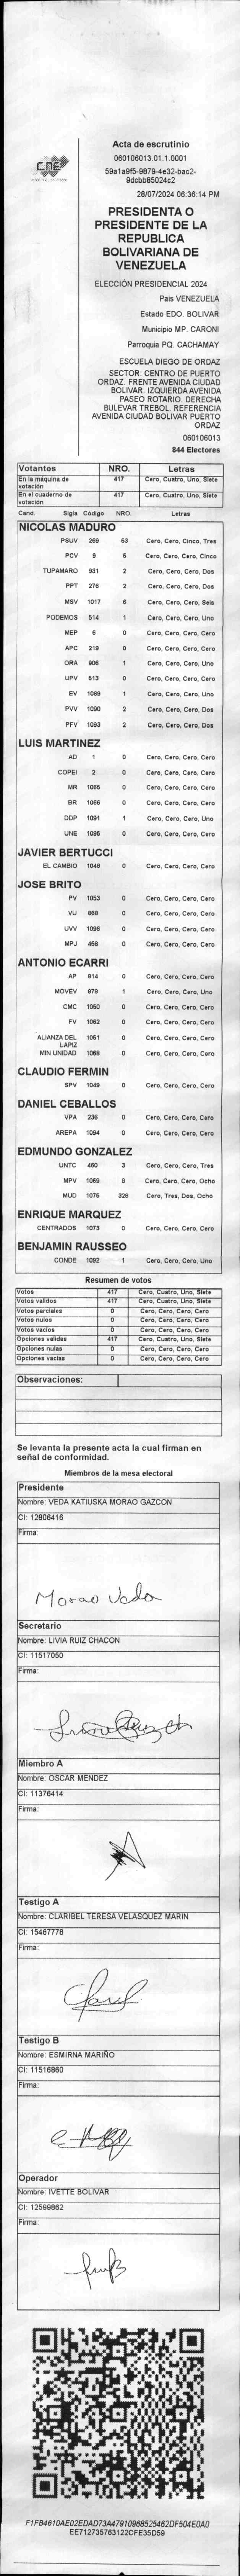 CNE
Acta de escrutinio
060106013.01.1.0001
59a1a9f5-9879-4e32-bac2-
9dcbb85024c2
28/07/2024 06:36:14 PM
PRESIDENTA O
PRESIDENTE DE LA
REPUBLICA
BOLIVARIANA DE
VENEZUELA
ELECCIÓN PRESIDENCIAL 2024
Pais VENEZUELA
Estado EDO. BOLIVAR
Municipio MP. CARONI
Parroquia PQ. CACHAMAY
ESCUELA DIEGO DE ORDAZ
SECTOR: CENTRO DE PUERTO
ORDAZ. FRENTE AVENIDA CIUDAD
BOLIVAR. IZQUIERDA AVENIDA
PASEO ROTARIO. DERECHA
BULEVAR TREBOL. REFERENCIA
AVENIDA CIUDAD BOLIVAR PUERTO
ORDAZ
060106013
844 Electores
Votantes NRO. Letras
En la máquina de votación 417 Cero, Cuatro, Uno, Siete
En el cuaderno de votación 417 Cero, Cuatro, Uno, Siete
Cand. Sigla Código NRO. Letras
NICOLAS MADURO
PSUV 269 53 Cero, Cero, Cinco, Tres
PCV 9 5 Cero, Cero, Cero, Cinco
TUPAMARO 931 2 Cero, Cero, Cero, Dos
PPT 276 2 Cero, Cero, Cero, Dos
MSV 1017 6 Cero, Cero, Cero, Seis
PODEMOS 514 1 Cero, Cero, Cero, Uno
MEP 6 0 Cero, Cero, Cero, Cero
APC 219 0 Cero, Cero, Cero, Cero
ORA 906 1 Cero, Cero, Cero, Uno
UPV 613 0 Cero, Cero, Cero, Cero
EV 1089 1 Cero, Cero, Cero, Uno
PVV 1090 2 Cero, Cero, Cero, Dos
PFV 1093 2 Cero, Cero, Cero, Dos
LUIS MARTINEZ
AD 1 0 Cero, Cero, Cero, Cero
COPEI 2 0 Cero, Cero, Cero, Cero
MR 1065 0 Cero, Cero, Cero, Cero
BR 1066 0 Cero, Cero, Cero, Cero
DDP 1091 1 Cero, Cero, Cero, Uno
UNE 1095 0 Cero, Cero, Cero, Cero
JAVIER BERTUCCI
EL CAMBIO 1048 0 Cero, Cero, Cero, Cero
JOSE BRITO
PV 1053 0 Cero, Cero, Cero, Cero
VU 868 0 Cero, Cero, Cero, Cero
UVV 1096 0 Cero, Cero, Cero, Cero
MPJ 458 0 Cero, Cero, Cero, Cero
ANTONIO ECARRI
AP 914 0 Cero, Cero, Cero, Cero
MOVEV 978 1 Cero, Cero, Cero, Uno
CMC 1050 0 Cero, Cero, Cero, Cero
FV 1062 0 Cero, Cero, Cero, Cero
ALIANZA DEL LAPIZ 1051 0 Cero, Cero, Cero, Cero
MIN UNIDAD 1068 0 Cero, Cero, Cero, Cero
CLAUDIO FERMIN
SPV 1049 0 Cero, Cero, Cero, Cero
DANIEL CEBALLOS
VPA 236 0 Cero, Cero, Cero, Cero
AREPA 1094 0 Cero, Cero, Cero, Cero
EDMUNDO GONZALEZ
UNTC 460 3 Cero, Cero, Cero, Tres
MPV 1069 8 Cero, Cero, Cero, Ocho
MUD 1075 328 Cero, Tres, Dos, Ocho
ENRIQUE MARQUEZ
CENTRADOS 1073 0 Cero, Cero, Cero, Cero
BENJAMIN RAUSSEO
CONDE 1092 1 Cero, Cero, Cero, Uno
Resumen de votos
Votos 417 Cero, Cuatro, Uno, Siete
Votos validos 417 Cero, Cuatro, Uno, Siete
Votos parciales 0 Cero, Cero, Cero, Cero
Votos nulos 0 Cero, Cero, Cero, Cero
Votos vacios 0 Cero, Cero, Cero, Cero
Opciones validas 417 Cero, Cuatro, Uno, Siete
Opciones nulas 0 Cero, Cero, Cero, Cero
Opciones vacias 0 Cero, Cero, Cero, Cero
Observaciones:
Se levanta la presente acta la cual firman en
señal de conformidad.
Miembros de la mesa electoral
Presidente
Nombre: VEDA KATIUSKA MORAO GAZCON
CI: 12806416
Firma:
Morao Veda
Secretario
Nombre: LIVIA RUIZ CHACON
CI: 11517050
Firma:
Miembro A
Nombre: OSCAR MENDEZ
CI: 11376414
Firma:
Testigo A
Nombre: CLARIBEL TERESA VELASQUEZ MARIN
CI: 15467778
Firma:
Testigo B
Nombre: ESMIRNA MARIÑO
CI: 11516860
Firma:
Operador
Nombre: IVETTE BOLIVAR
CI: 12599862
Firma:
F1FB4610AE02EDAD73A47910968525462DF504E0A0
EE712735763122CFE35D59